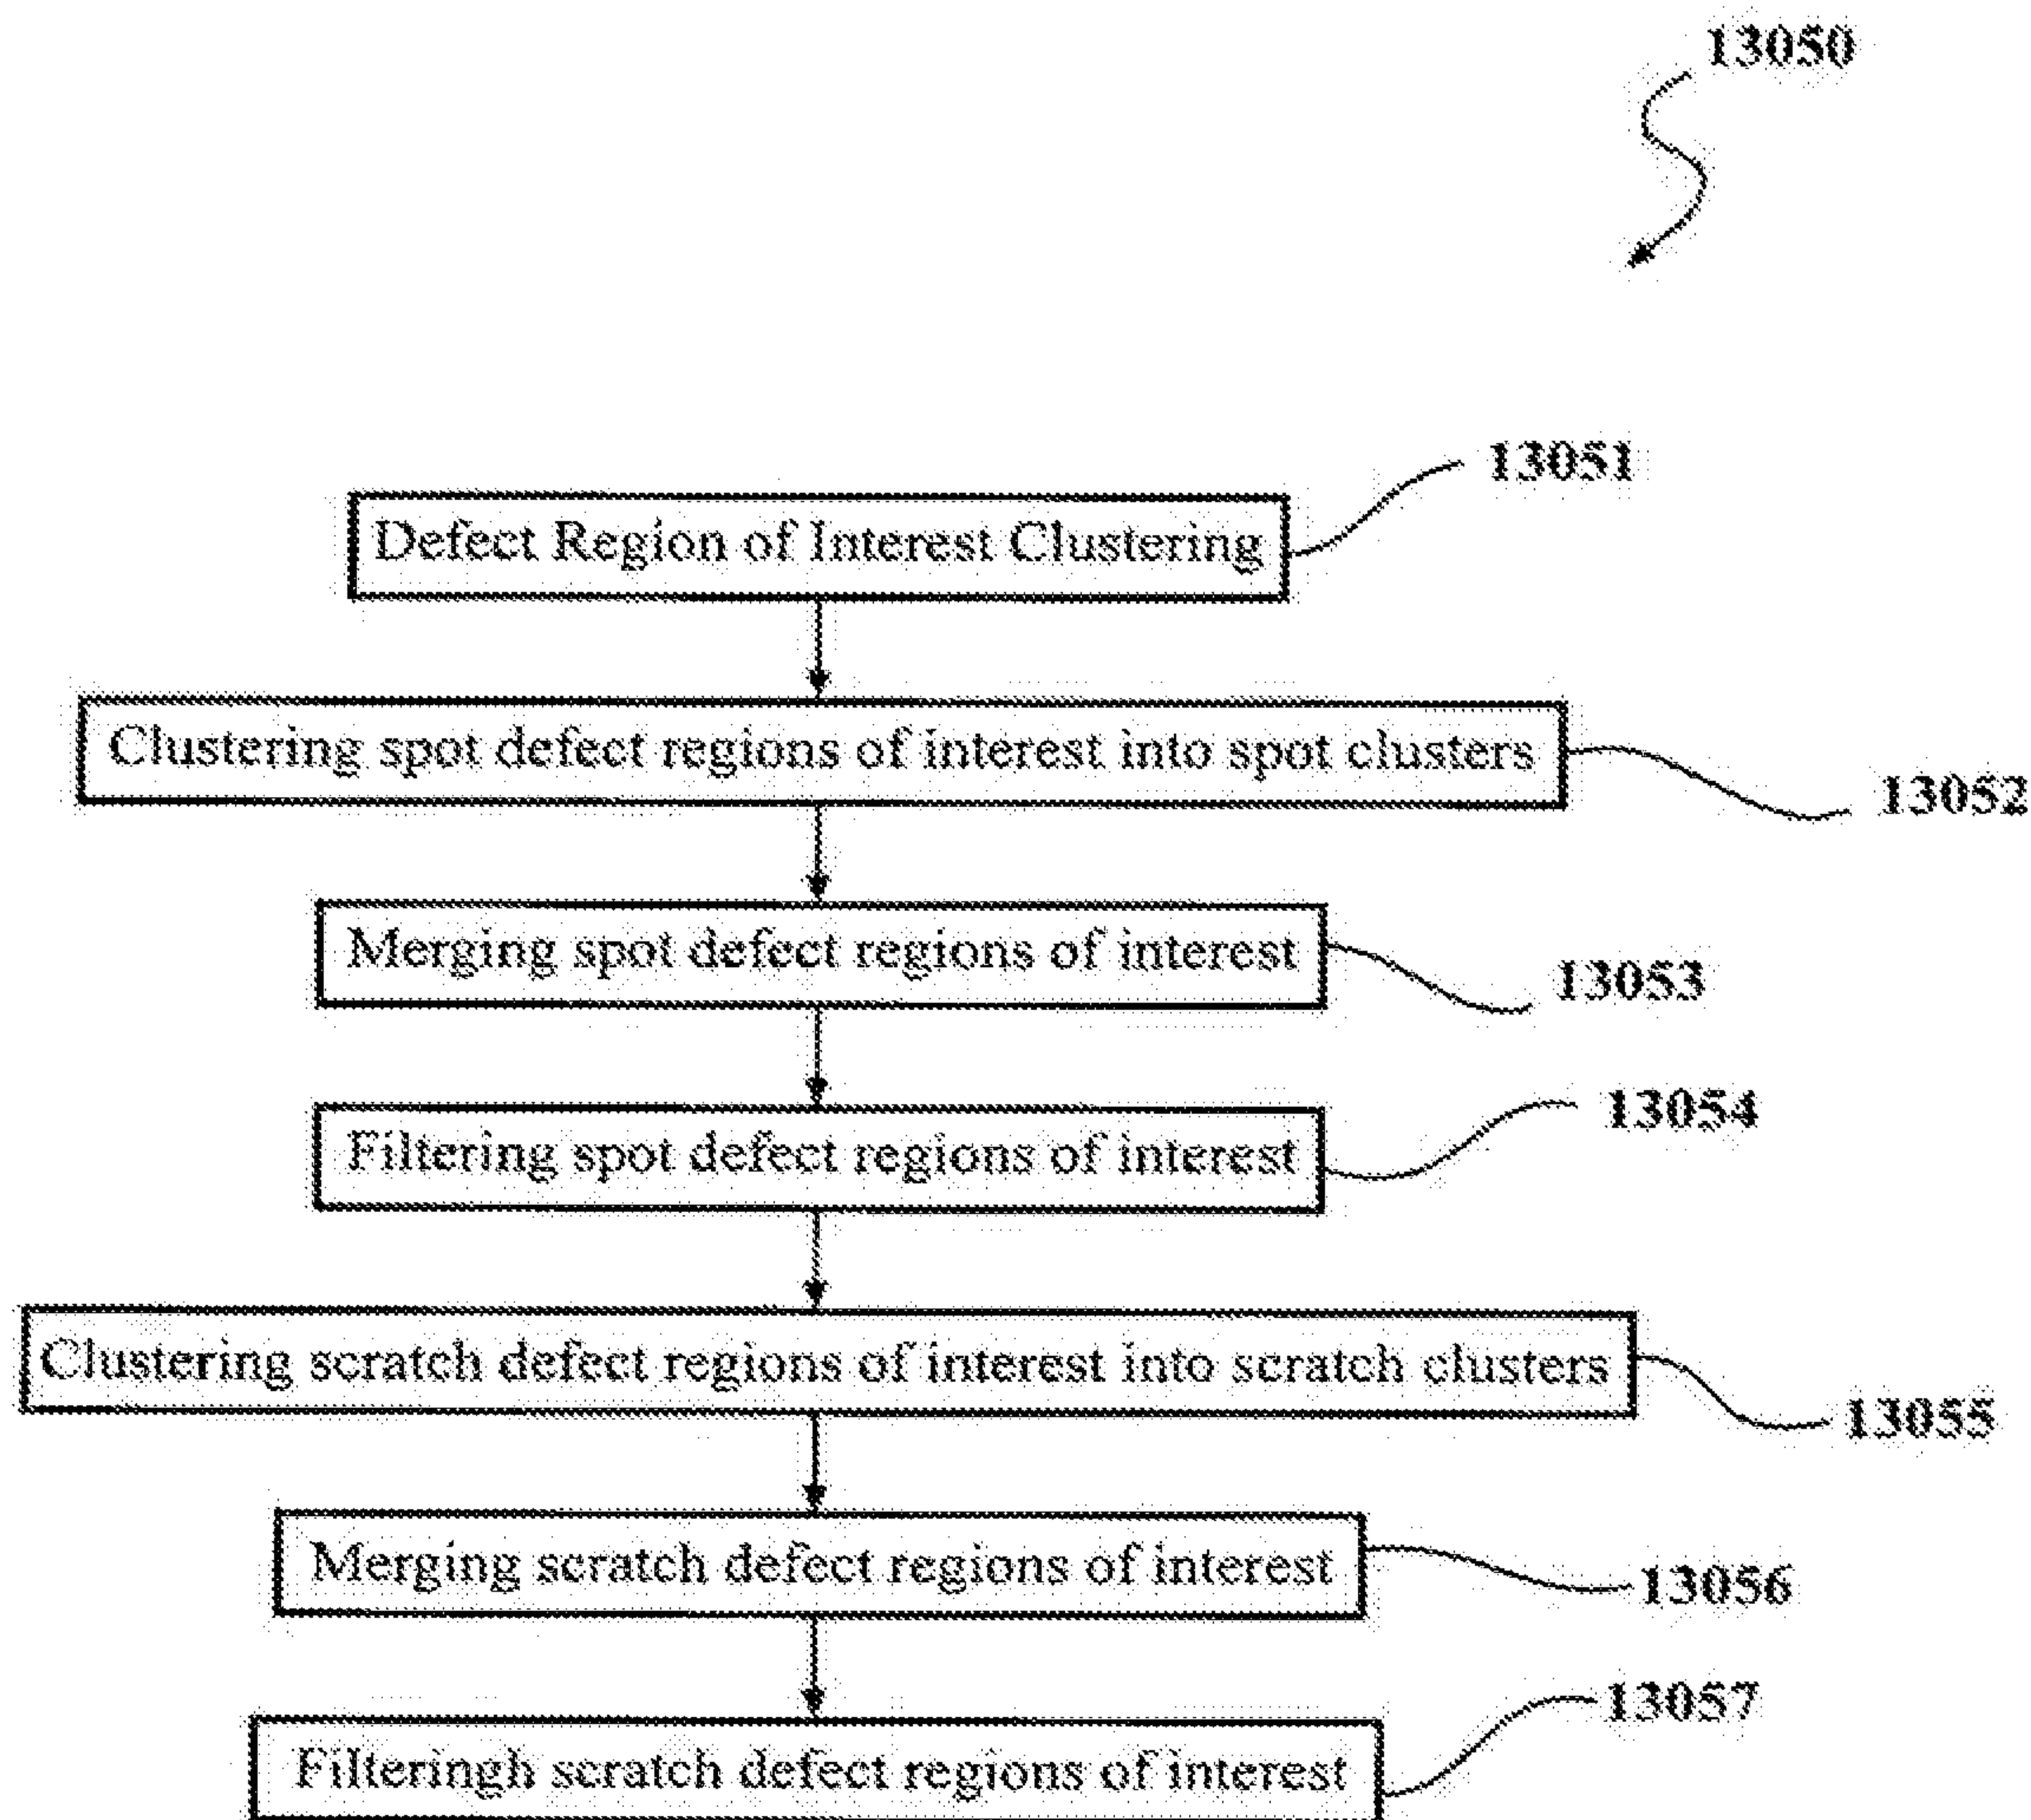 13050
13051
Defect Region of Interest Clustering
Clustering spot defect regions of interest into spot clusters
13052
Merging spot defect regions of interest
13053
13054
Filtering spot defect regions of interest
Clustering scratch defect regions of interest into scratch clusters
13055
Merging scratch defect regions of interest
13056
13057
Filteringh scratch defect regions of interest